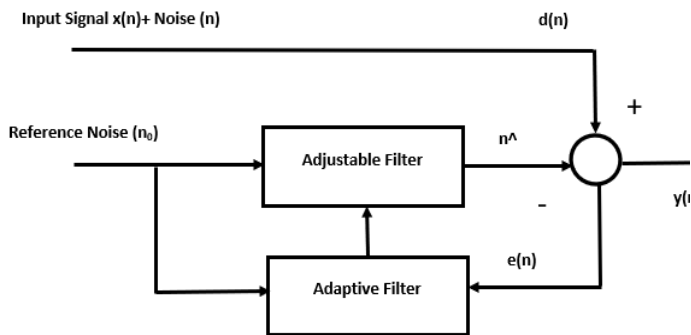 Input Signal x(n)+ Noise (n)
d(n)
+
Reference Noise (n₀)
Adjustable Filter
n^
-
y(n
e(n)
Adaptive Filter